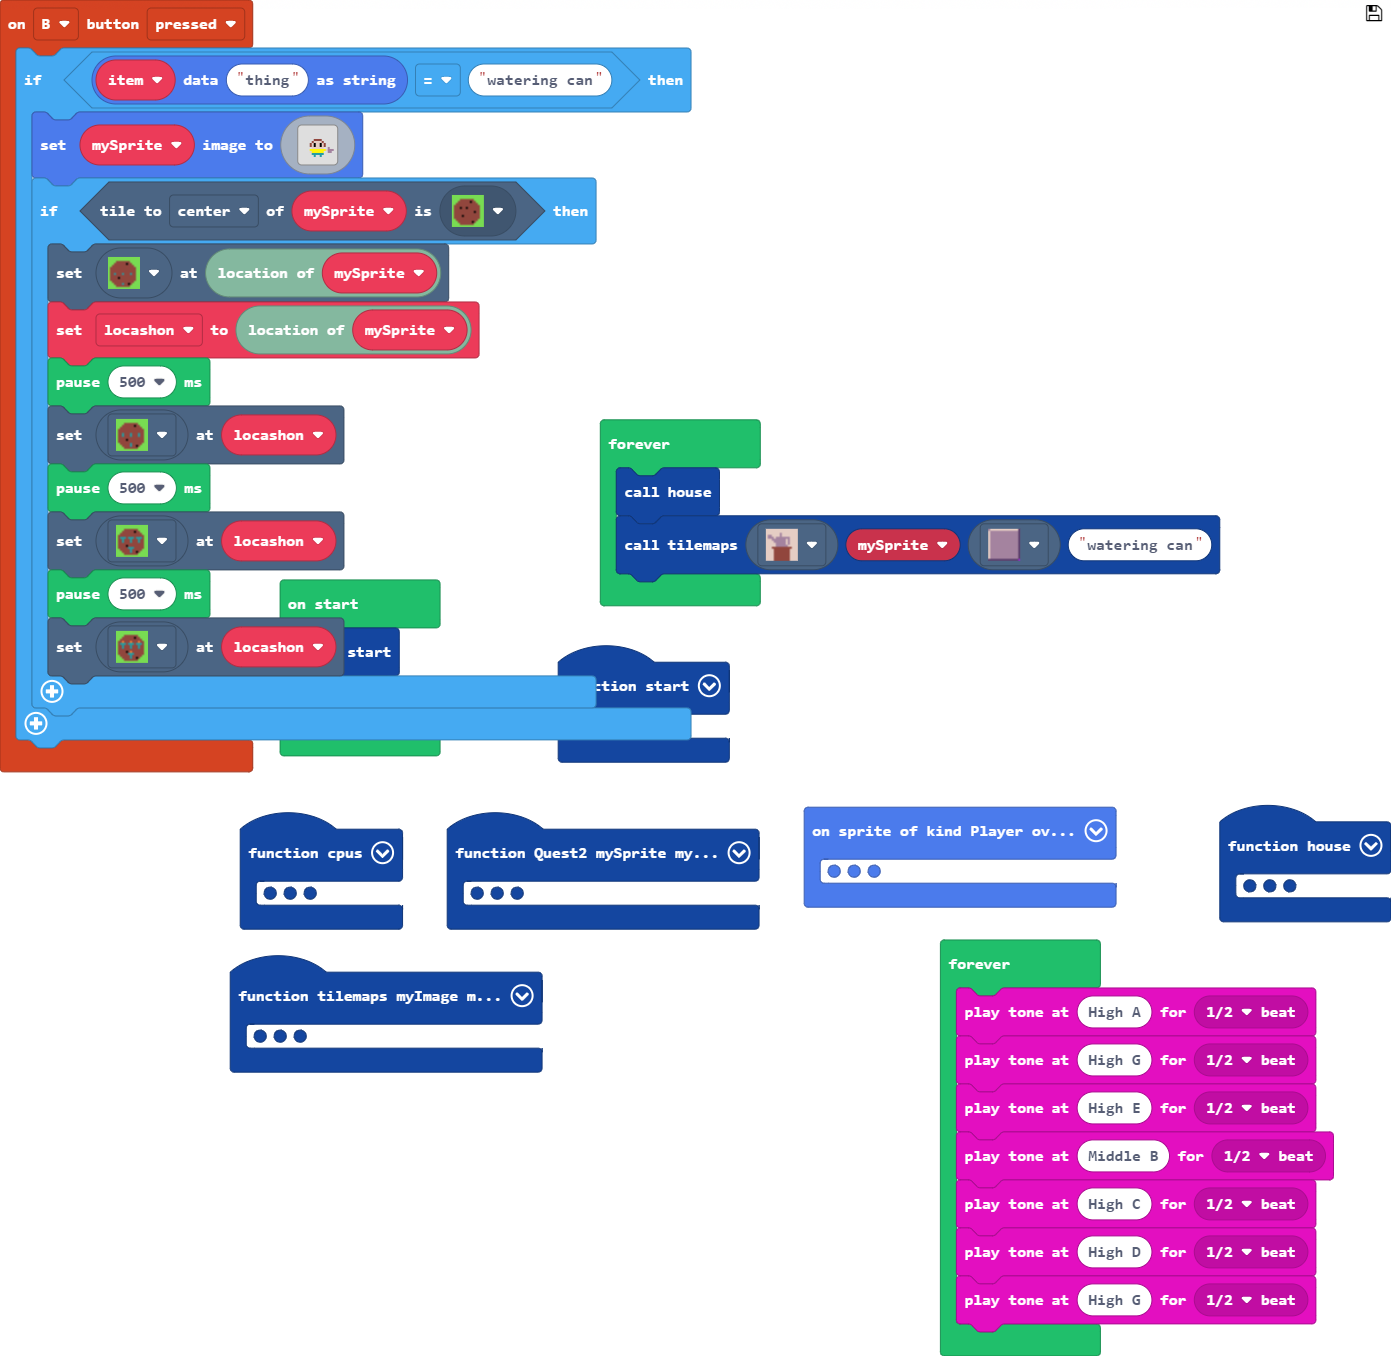 on B button pressed
if item data "thing" as string = "watering can" then
set mySprite image to
if tile to center of mySprite is then
set at location of mySprite
set locashon to location of mySprite
pause 500 ms
set at locashon
pause 500 ms
set at locashon
pause 500 ms
set at locashon
forever
call house
call tilemaps mySprite "watering can"
on start
start
ction start
function cpus
function Quest2 mySprite my...
on sprite of kind Player ov...
function house
function tilemaps myImage m...
forever
play tone at High A for 1/2 beat
play tone at High G for 1/2 beat
play tone at High E for 1/2 beat
play tone at Middle B for 1/2 beat
play tone at High C for 1/2 beat
play tone at High D for 1/2 beat
play tone at High G for 1/2 beat